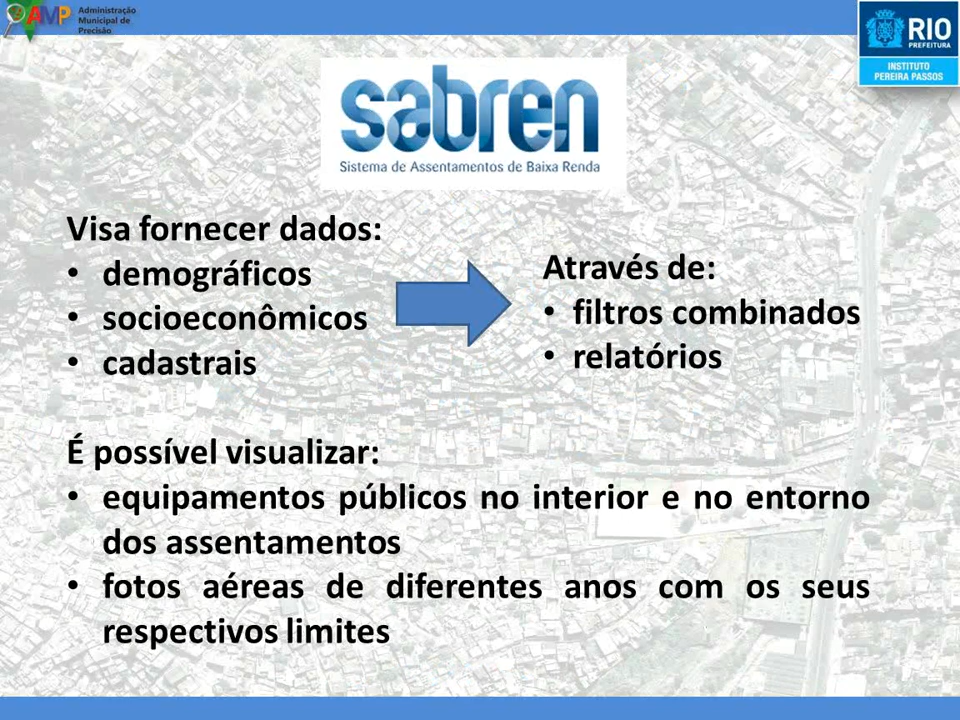 AMP
Administração
Municipal de
Precisão
RIO
PREFEITURA
INSTITUTO
PEREIRA PASSOS
sabren
Sistema de Assentamentos de Baixa Renda
Visa fornecer dados:
• demográficos
• socioeconômicos
• cadastrais
Através de:
• filtros combinados
• relatórios
É possível visualizar:
• equipamentos públicos no interior e no entorno
dos assentamentos
• fotos aéreas de diferentes anos com os seus
respectivos limites